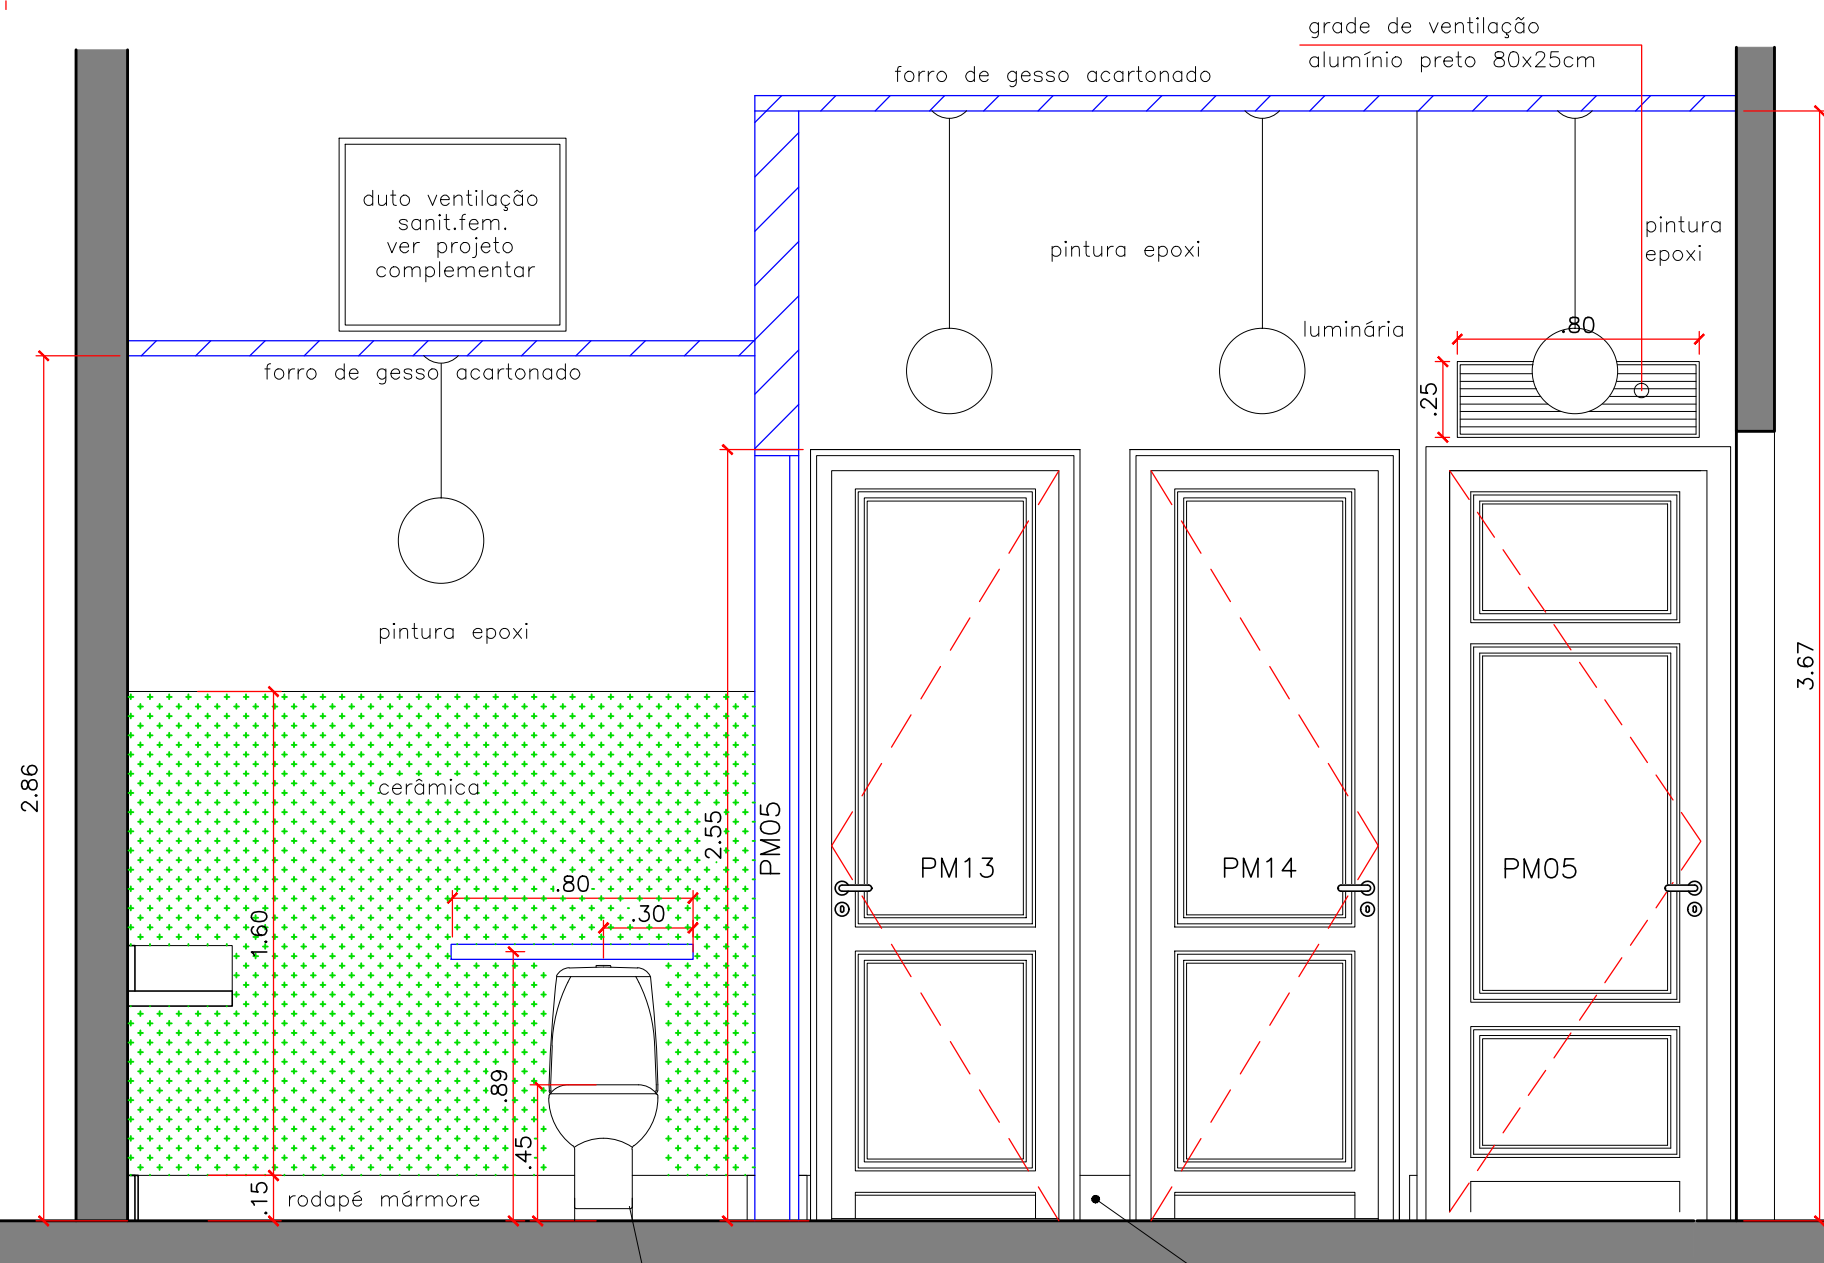 grade de ventilação
alumínio preto 80x25cm
forro de gesso acartonado
duto ventilação
sanit.fem.
ver projeto
complementar
pintura
epoxi
pintura epoxi
luminária
.80
forro de gesso acartonado
.25
pintura epoxi
3.67
2.86
cerâmica
2.55
PM05
PM13
PM14
PM05
.80
.30
1.60
.89
.45
.15
rodapé mármore